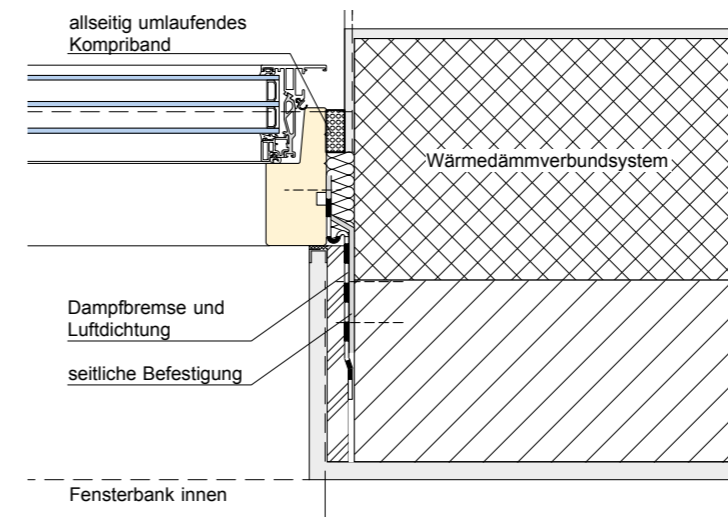 allseitig umlaufendes
Kompriband
Wärmedämmverbundsystem
Dampfbremse und
Luftdichtung
seitliche Befestigung
Fensterbank innen